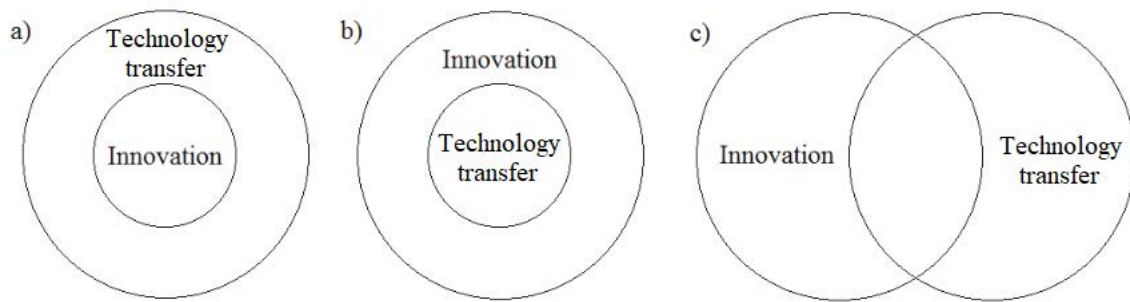 a)
Technology
transfer
Innovation
b)
Innovation
Technology
transfer
c)
Innovation
Technology
transfer